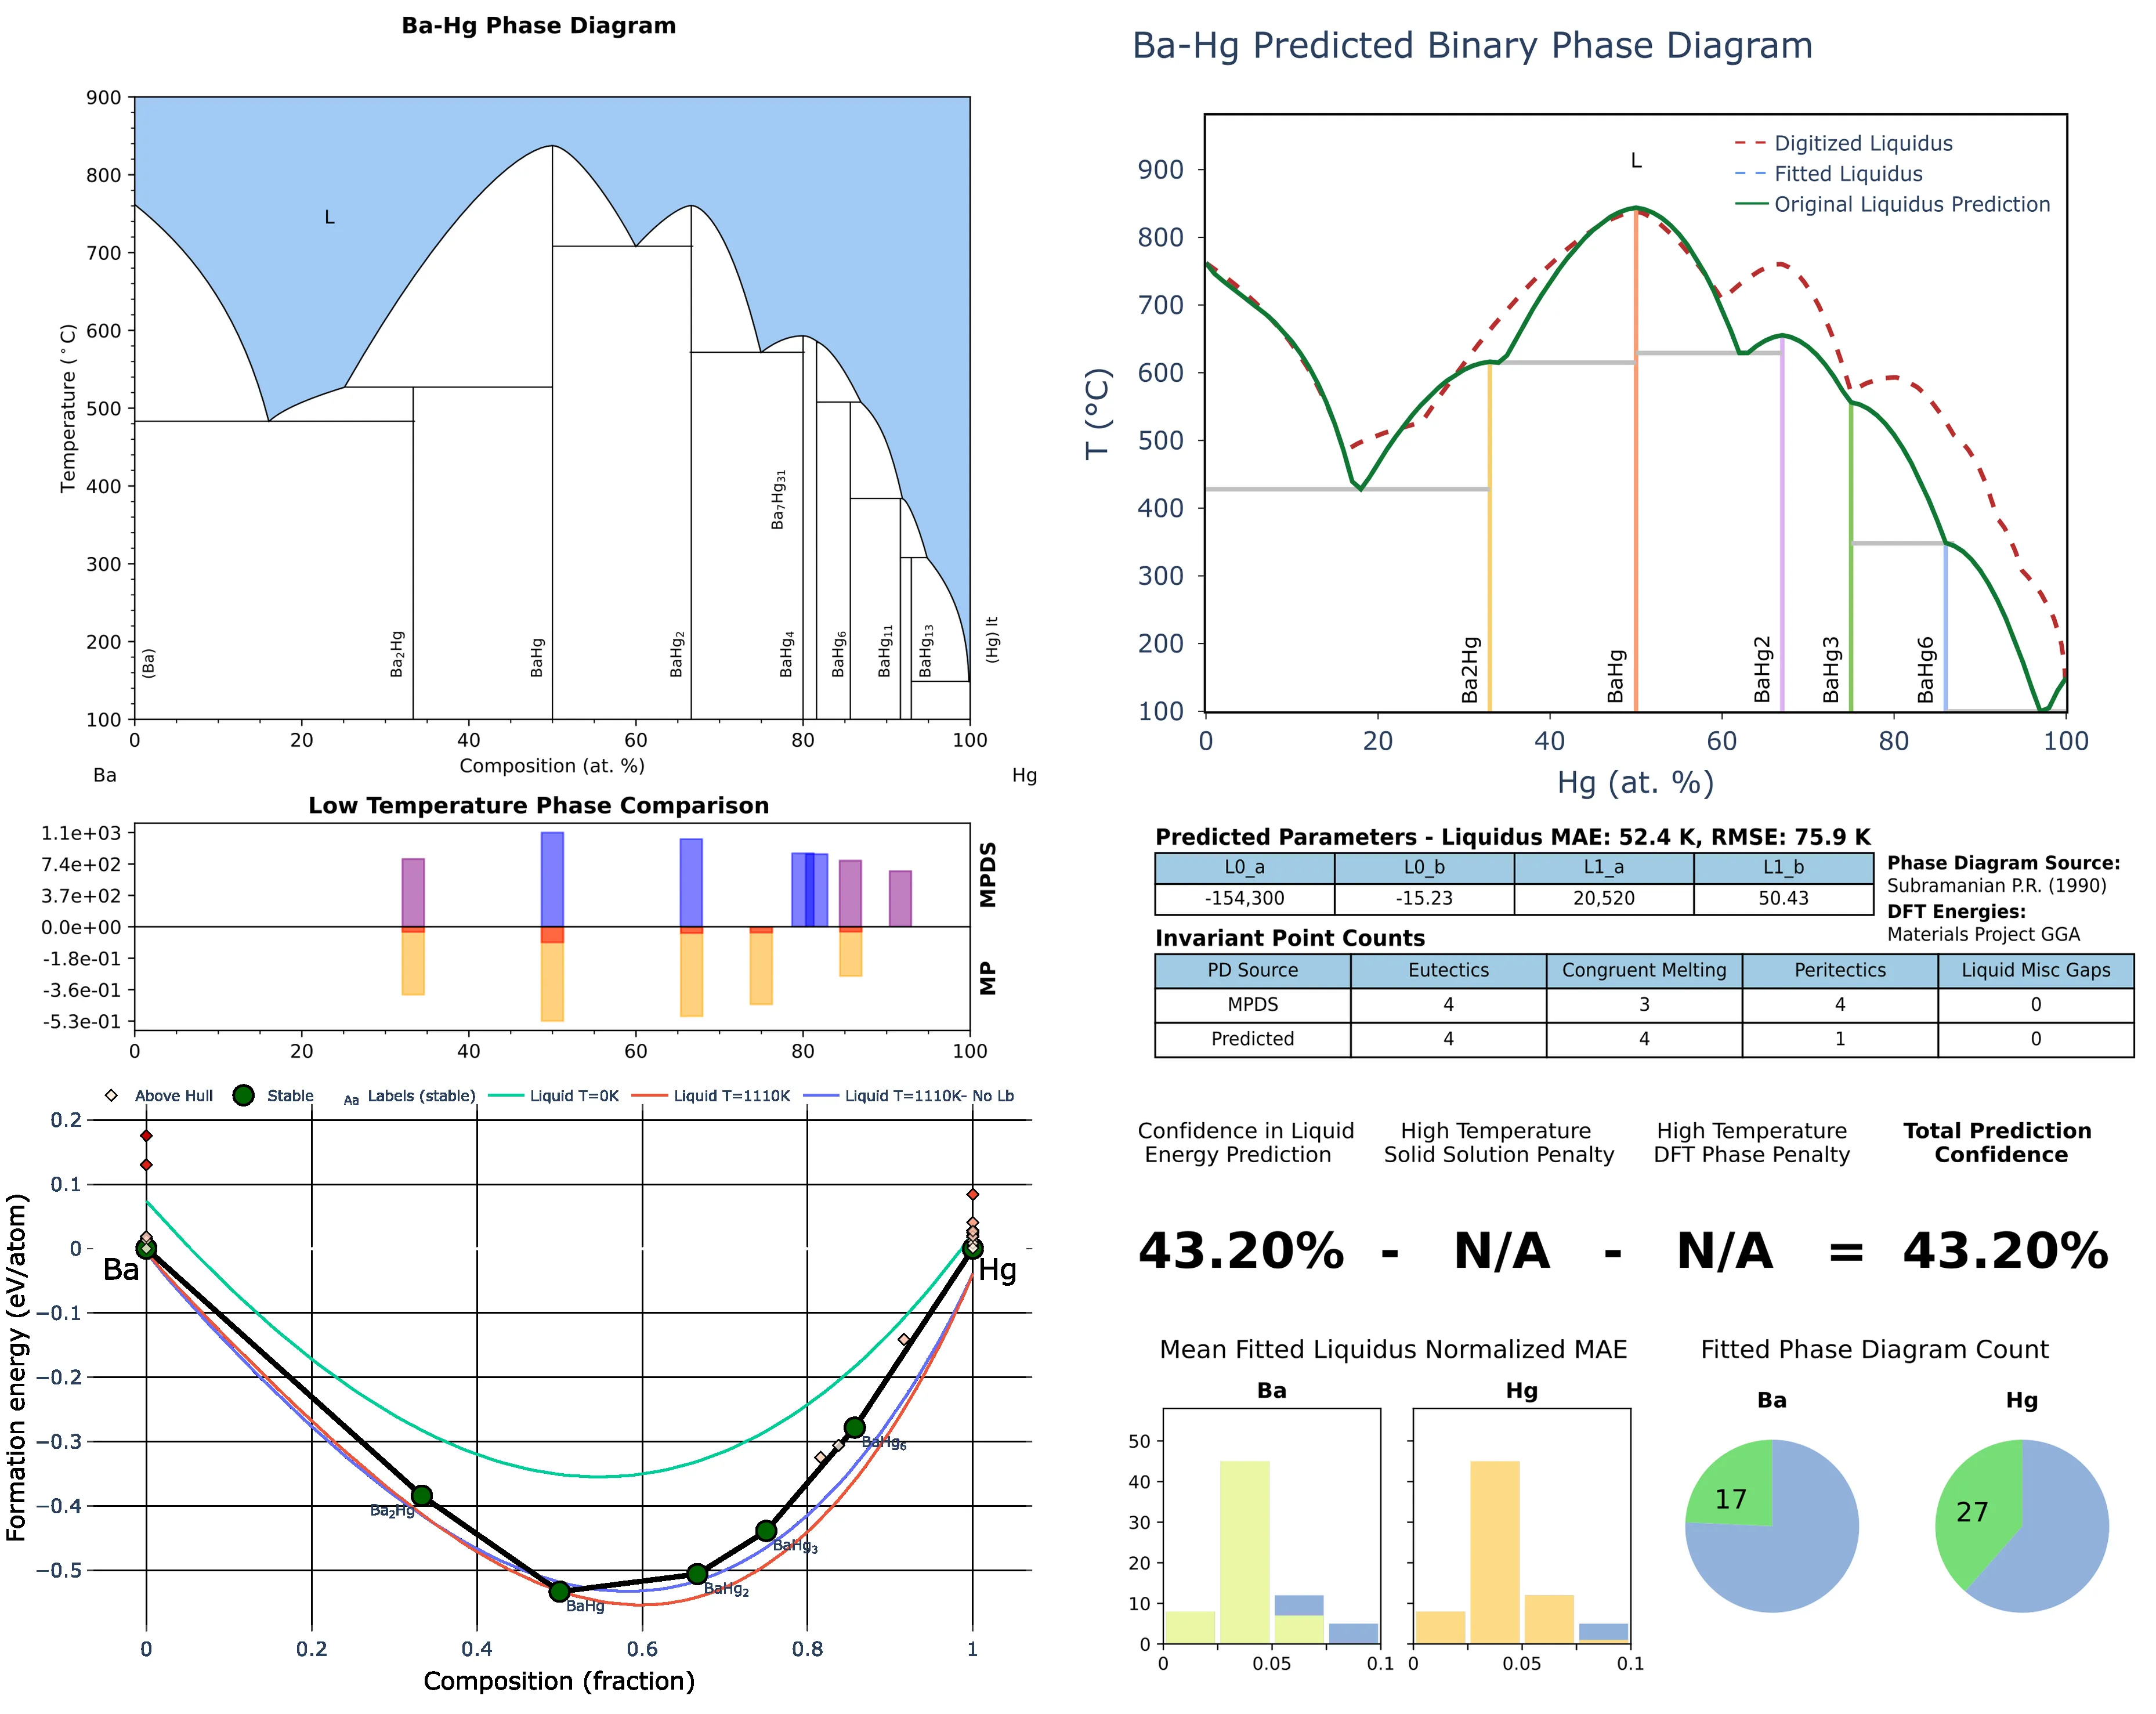 Ba-Hg Phase Diagram
900
800
700
600
500
400
300
200
100
Temperature (°C)
L
(Ba)
Ba₂Hg
BaHg
BaHg₂
Ba₇Hg₃₁
BaHg₄
BaHg₆
BaHg₁₁
BaHg₁₃
(Hg) lt
0 20 40 60 80 100
Composition (at. %)
Ba Hg
Low Temperature Phase Comparison
1.1e+03
7.4e+02
3.7e+02
0.0e+00
-1.8e-01
-3.6e-01
-5.3e-01
MPDS
MP
0 20 40 60 80 100
Above Hull Stable Aa Labels (stable) Liquid T=0K Liquid T=1110K Liquid T=1110K- No Lb
0.2
0.1
0
−0.1
−0.2
−0.3
−0.4
−0.5
Formation energy (eV/atom)
Ba
Hg
Ba₂Hg
BaHg
BaHg₂
BaHg₃
BaHg₆
0 0.2 0.4 0.6 0.8 1
Composition (fraction)
Ba-Hg Predicted Binary Phase Diagram
900
800
700
600
500
400
300
200
100
T (°C)
L
Digitized Liquidus
Fitted Liquidus
Original Liquidus Prediction
Ba2Hg
BaHg
BaHg2
BaHg3
BaHg6
0 20 40 60 80 100
Hg (at. %)
Predicted Parameters - Liquidus MAE: 52.4 K, RMSE: 75.9 K
L0_a L0_b L1_a L1_b
-154,300 -15.23 20,520 50.43
Phase Diagram Source:
Subramanian P.R. (1990)
DFT Energies:
Materials Project GGA
Invariant Point Counts
PD Source Eutectics Congruent Melting Peritectics Liquid Misc Gaps
MPDS 4 3 4 0
Predicted 4 4 1 0
Confidence in Liquid
Energy Prediction
High Temperature
Solid Solution Penalty
High Temperature
DFT Phase Penalty
Total Prediction
Confidence
43.20% - N/A - N/A = 43.20%
Mean Fitted Liquidus Normalized MAE
Ba Hg
50
40
30
20
10
0
0 0.05 0.1
0 0.05 0.1
Fitted Phase Diagram Count
Ba Hg
17 27